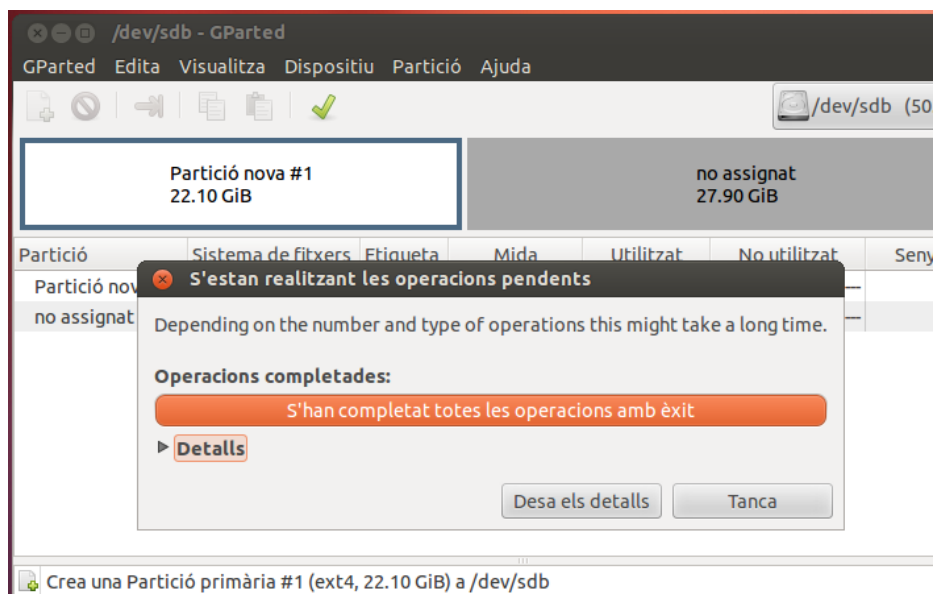 /dev/sdb - GParted
GParted Edita Visualitza Dispositiu Partició Ajuda
/dev/sdb (50
Partició nova #1
22.10 GiB
no assignat
27.90 GiB
Partició Sistema de fitxers Etiqueta Mida Utilitzat No utilitzat Seny
Partició nov
---
no assignat
---
S'estan realitzant les operacions pendents
Depending on the number and type of operations this might take a long time.
Operacions completades:
S'han completat totes les operacions amb èxit
Detalls
Desa els detalls Tanca
Crea una Partició primària #1 (ext4, 22.10 GiB) a /dev/sdb